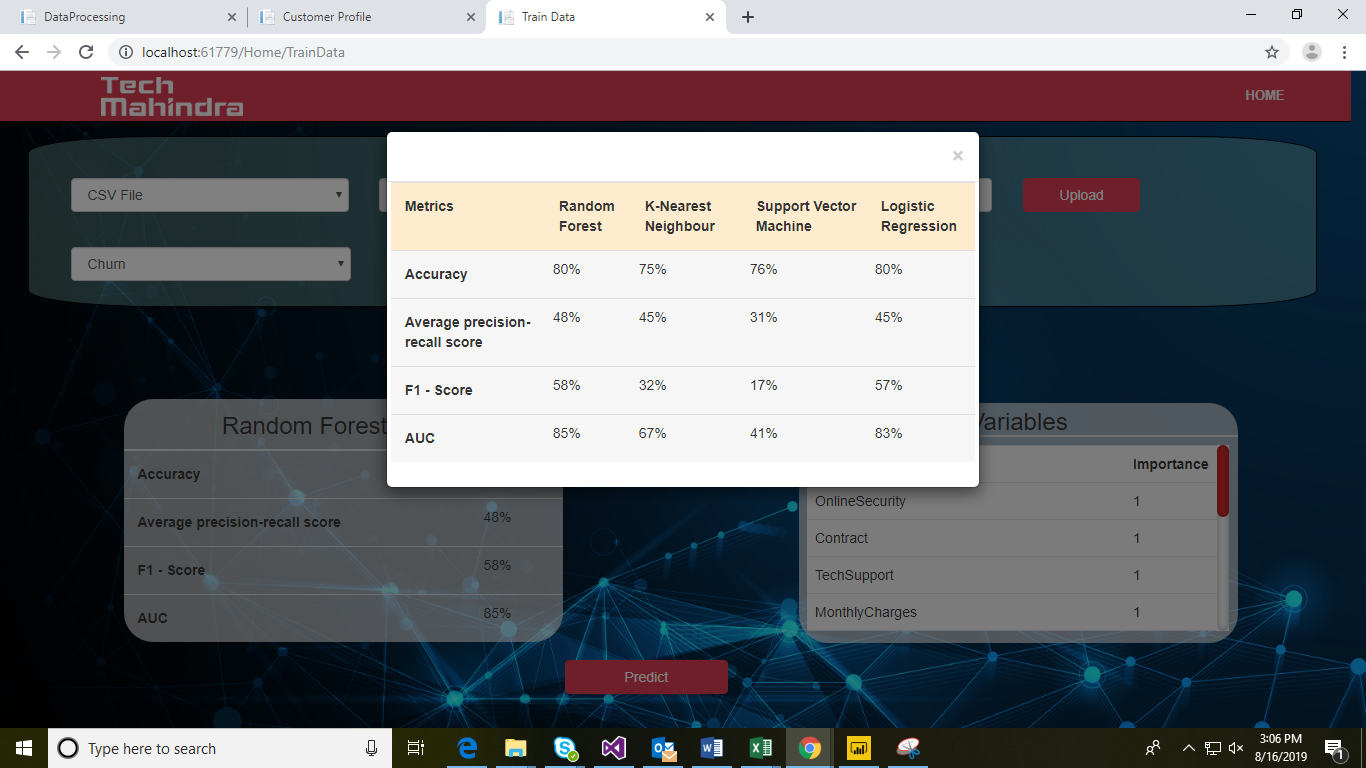 DataProcessing
Customer Profile
Train Data
localhost:61779/Home/TrainData
Tech
Mahindra
HOME
CSV File
Upload
Churn
×
Metrics
Random Forest
K-Nearest Neighbour
Support Vector Machine
Logistic Regression
Accuracy 80% 75% 76% 80%
Average precision-recall score 48% 45% 31% 45%
F1 - Score 58% 32% 17% 57%
AUC 85% 67% 41% 83%
Random Forest
Accuracy
Average precision-recall score 48%
F1 - Score 58%
AUC 85%
Variables
Importance
OnlineSecurity 1
Contract 1
TechSupport 1
MonthlyCharges 1
Predict
Type here to search
3:06 PM
8/16/2019
1